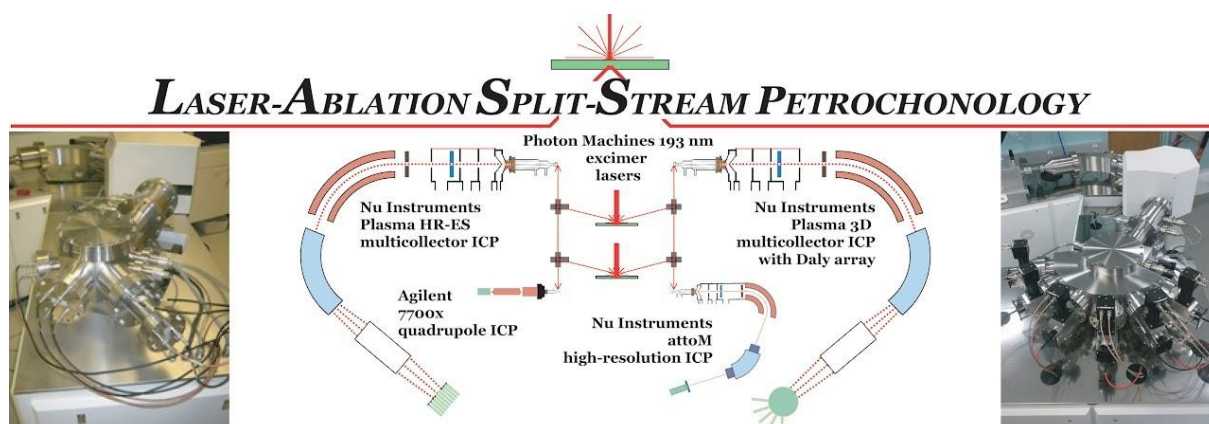 LASER-ABLATION SPLIT-STREAM PETROCHONOLOGY
Photon Machines 193 nm
excimer
lasers
Nu Instruments
Plasma HR-ES
multicollector ICP
Nu Instruments
Plasma 3D
multicollector ICP
with Daly array
Agilent
7700x
quadrupole ICP
Nu Instruments
attoM
high-resolution ICP